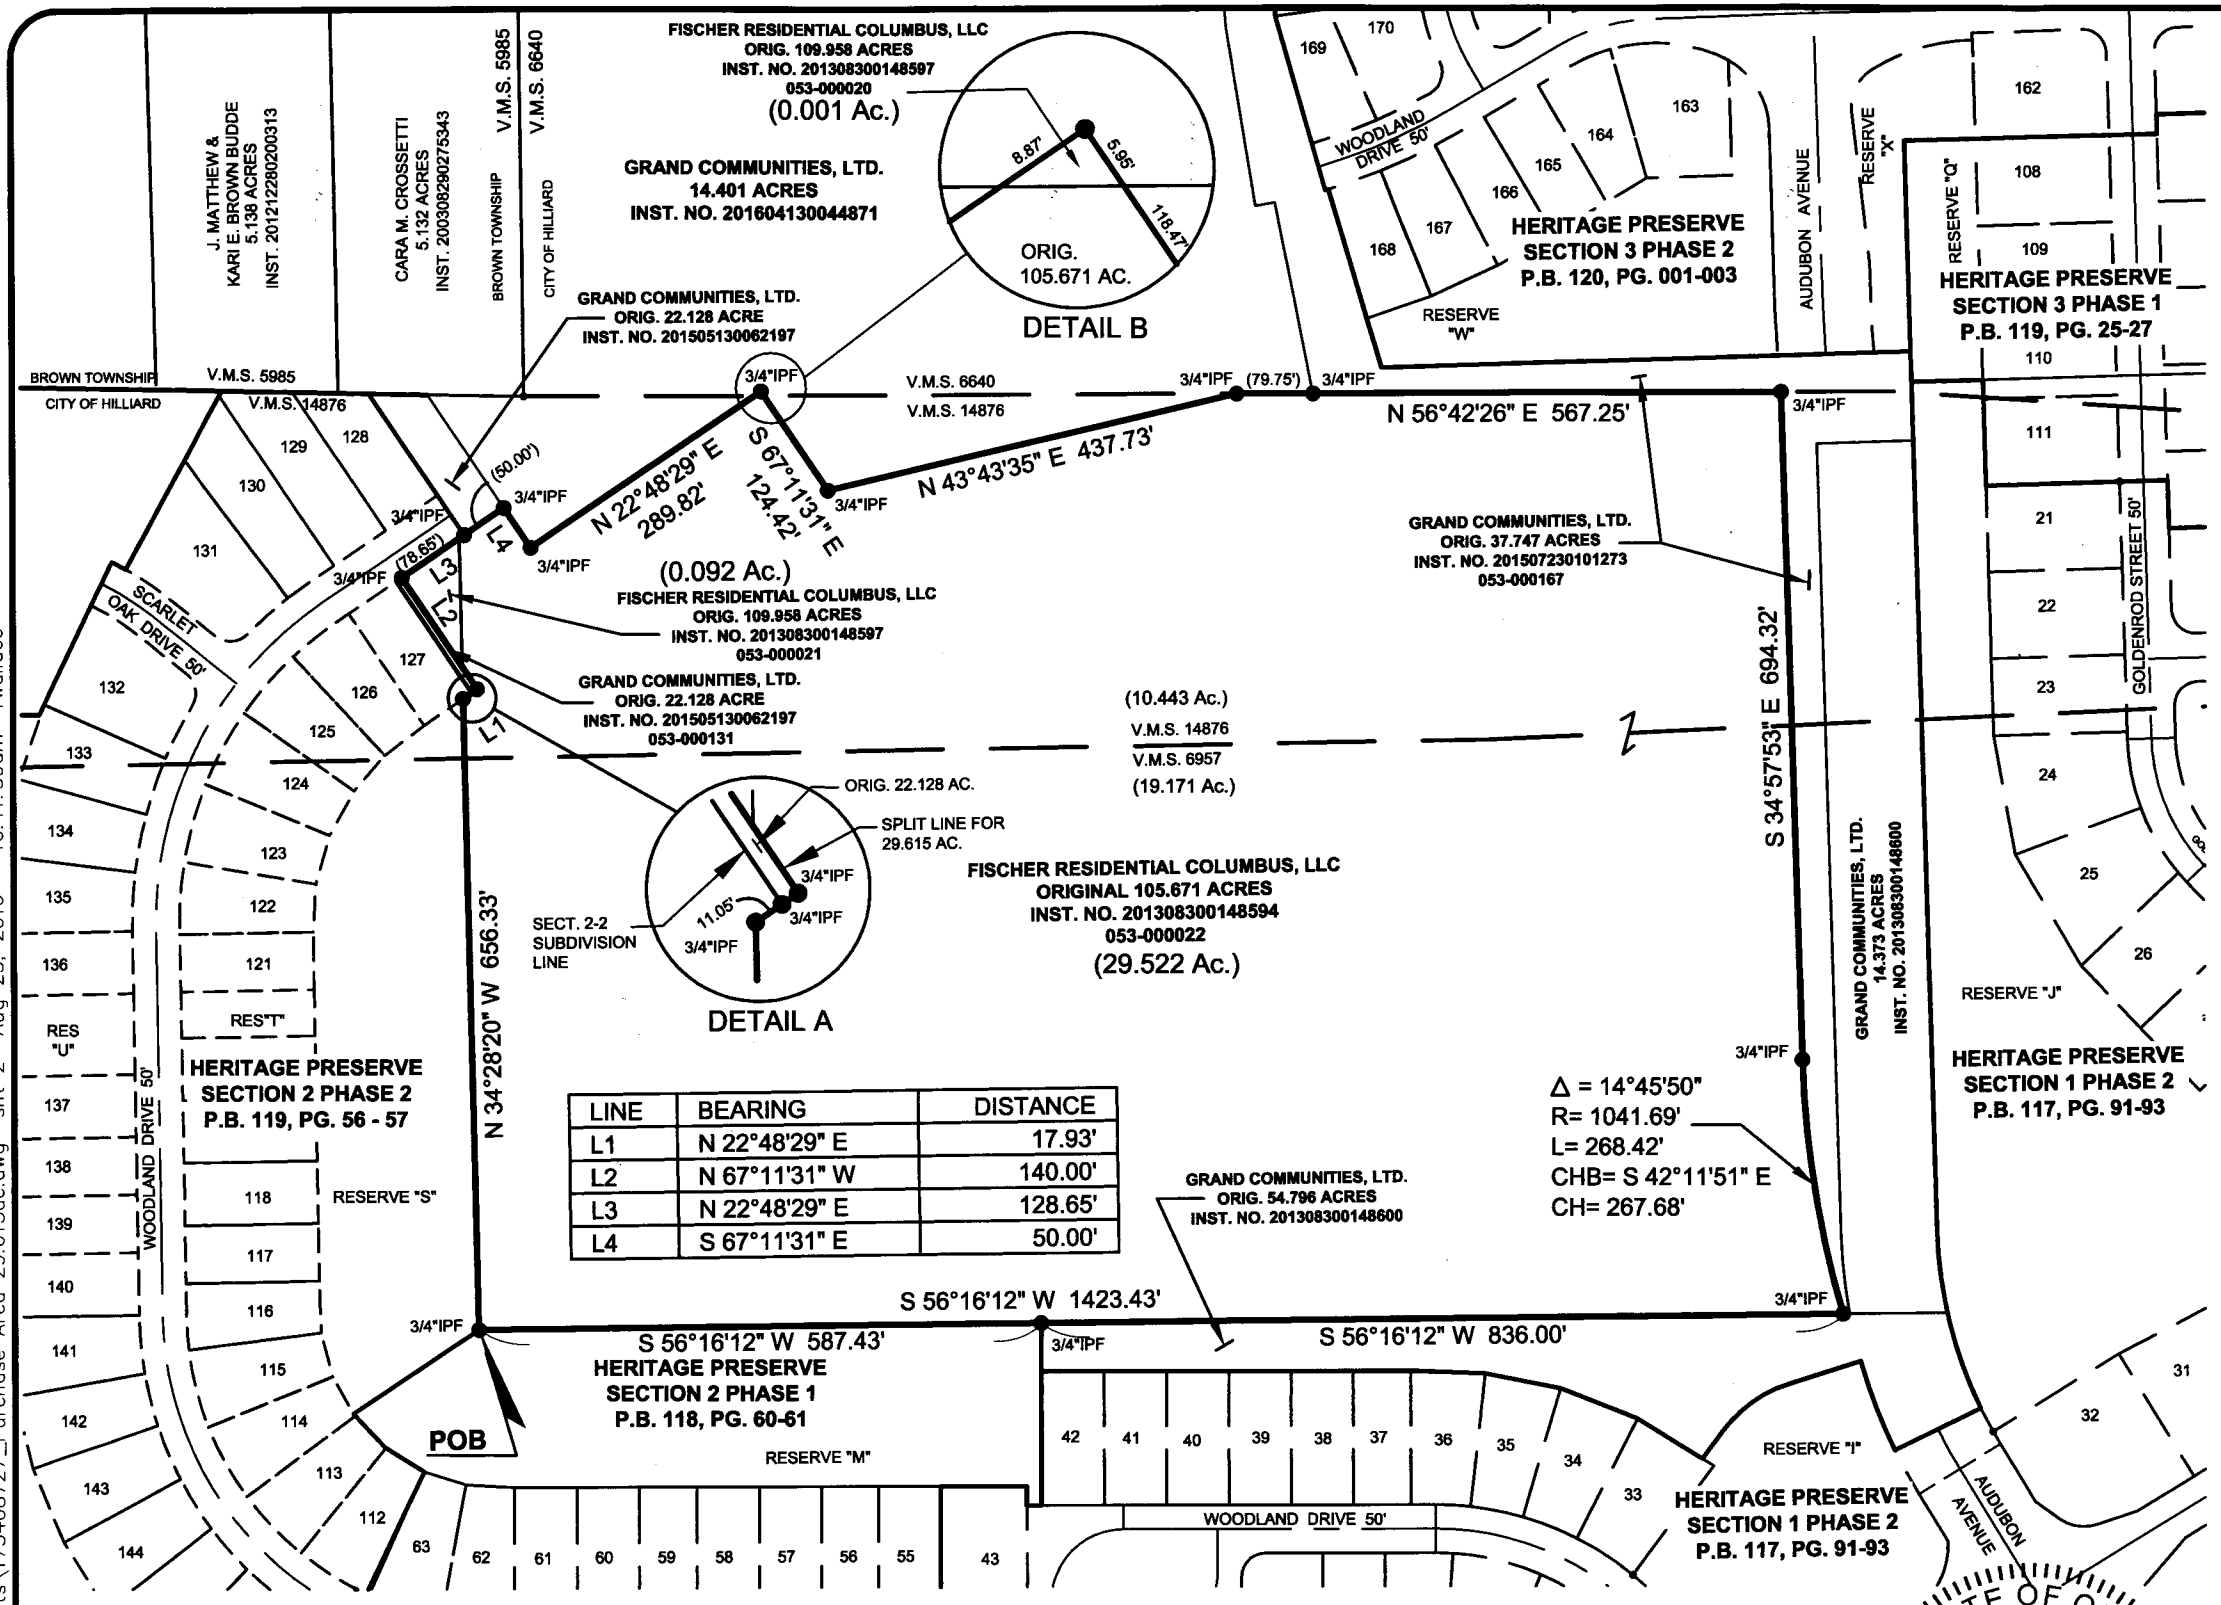 FISCHER RESIDENTIAL COLUMBUS, LLC
ORIG. 109.958 ACRES
INST. NO. 201308300148597
053-000020
(0.001 Ac.)
J. MATTHEW &
KARI E. BROWN BUDDE
5.138 ACRES
INST. 201212280200313
CARA M. CROSSETTI
5.132 ACRES
INST. 200308290275343
V.M.S. 5985
V.M.S. 6640
BROWN TOWNSHIP
CITY OF HILLIARD
GRAND COMMUNITIES, LTD.
14.401 ACRES
INST. NO. 201604130044871
GRAND COMMUNITIES, LTD.
ORIG. 22.128 ACRE
INST. NO. 201505130062197
8.87'
5.95'
118.47'
ORIG.
105.671 AC.
DETAIL B
169
170
WOODLAND
DRIVE 50'
163
164
165
166
167
168
HERITAGE PRESERVE
SECTION 3 PHASE 2
P.B. 120, PG. 001-003
RESERVE
"W"
AUDUBON AVENUE
RESERVE
"X"
RESERVE "Q"
162
108
109
HERITAGE PRESERVE
SECTION 3 PHASE 1
P.B. 119, PG. 25-27
110
111
BROWN TOWNSHIP
CITY OF HILLIARD
V.M.S. 5985
V.M.S. 14876
3/4"IPF
V.M.S. 6640
V.M.S. 14876
3/4"IPF
(79.75')
3/4"IPF
N 56°42'26" E 567.25'
3/4"IPF
128
129
130
131
(50.00')
3/4"IPF
3/4"IPF
L4
3/4"IPF
N 22°48'29" E
289.82'
S 67°11'31" E
124.42'
3/4"IPF
N 43°43'35" E 437.73'
GRAND COMMUNITIES, LTD.
ORIG. 37.747 ACRES
INST. NO. 201507230101273
053-000167
(78.65')
3/4"IPF
L3
L2
(0.092 Ac.)
FISCHER RESIDENTIAL COLUMBUS, LLC
ORIG. 109.958 ACRES
INST. NO. 201308300148597
053-000021
GRAND COMMUNITIES, LTD.
ORIG. 22.128 ACRE
INST. NO. 201505130062197
053-000131
L1
SCARLET
OAK DRIVE 50'
132
133
134
135
136
RES
"U"
137
138
139
140
141
142
143
144
127
126
125
124
123
122
121
RES"T"
HERITAGE PRESERVE
SECTION 2 PHASE 2
P.B. 119, PG. 56 - 57
WOODLAND DRIVE 50'
118
117
116
115
114
113
112
RESERVE "S"
(10.443 Ac.)
V.M.S. 14876
V.M.S. 6957
(19.171 Ac.)
ORIG. 22.128 AC.
SPLIT LINE FOR
29.615 AC.
3/4"IPF
11.05'
3/4"IPF
3/4"IPF
SECT. 2-2
SUBDIVISION
LINE
DETAIL A
FISCHER RESIDENTIAL COLUMBUS, LLC
ORIGINAL 105.671 ACRES
INST. NO. 201308300148594
053-000022
(29.522 Ac.)
S 34°57'53" E 694.32'
N 34°28'20" W 656.33'
GRAND COMMUNITIES, LTD.
14.373 ACRES
INST. NO. 201308300148600
21
22
23
24
25
26
GOLDENROD STREET 50'
RESERVE "J"
HERITAGE PRESERVE
SECTION 1 PHASE 2
P.B. 117, PG. 91-93
LINE BEARING DISTANCE
L1 N 22°48'29" E 17.93'
L2 N 67°11'31" W 140.00'
L3 N 22°48'29" E 128.65'
L4 S 67°11'31" E 50.00'
3/4"IPF
Δ = 14°45'50"
R= 1041.69'
L= 268.42'
CHB= S 42°11'51" E
CH= 267.68'
GRAND COMMUNITIES, LTD.
ORIG. 54.796 ACRES
INST. NO. 201308300148600
3/4"IPF
S 56°16'12" W 1423.43'
3/4"IPF
S 56°16'12" W 587.43'
3/4"IPF
S 56°16'12" W 836.00'
HERITAGE PRESERVE
SECTION 2 PHASE 1
P.B. 118, PG. 60-61
POB
RESERVE "M"
63
62
61
60
59
58
57
56
55
43
42
41
40
39
38
37
36
35
34
33
WOODLAND DRIVE 50'
RESERVE "I"
HERITAGE PRESERVE
SECTION 1 PHASE 2
P.B. 117, PG. 91-93
32
31
AUDUBON
AVENUE